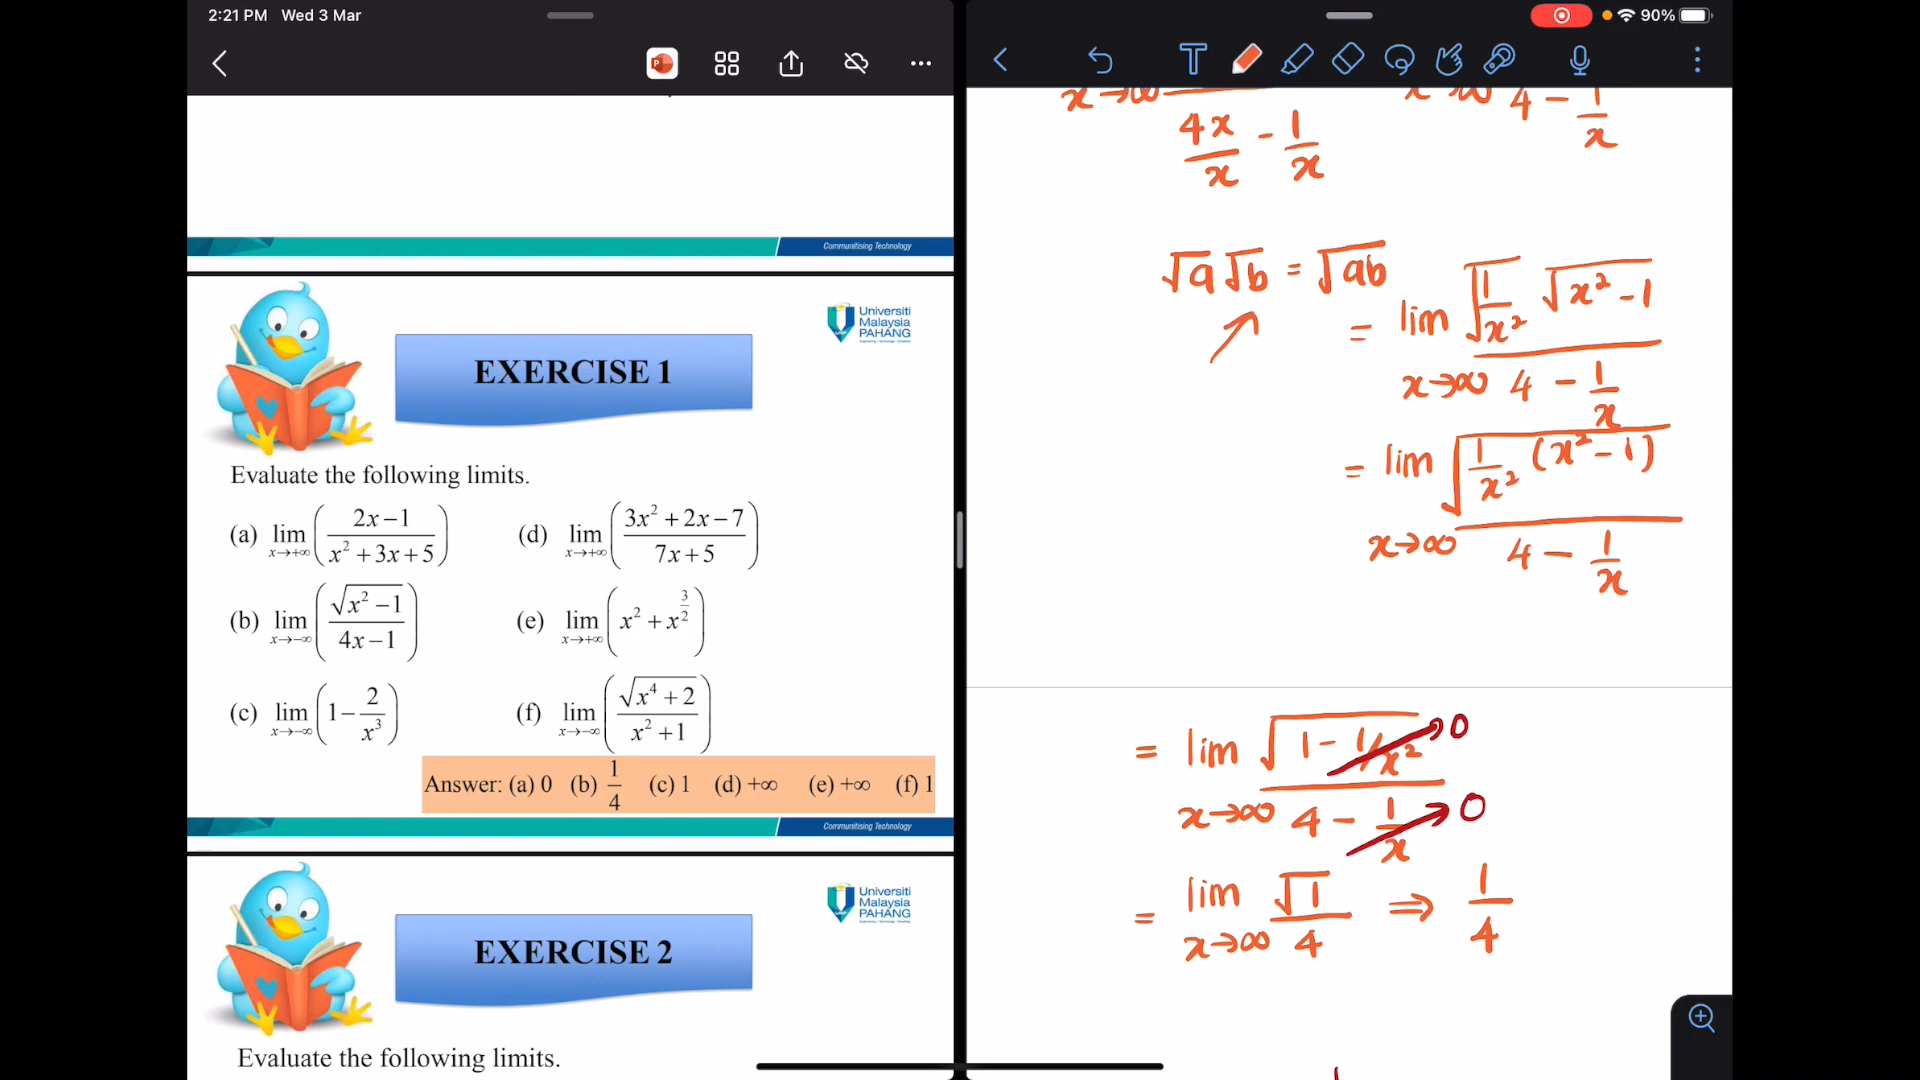 2:21 PM Wed 3 Mar
90%
Communitising Technology
Universiti
Malaysia
PAHANG
EXERCISE 1
Evaluate the following limits.
(a) lim x→+∞ ( (2x−1) / (x² + 3x + 5) )
(d) lim x→+∞ ( (3x² + 2x − 7) / (7x + 5) )
(b) lim x→−∞ ( √(x² − 1) / (4x − 1) )
(e) lim x→+∞ ( x² + x^(3/2) )
(c) lim x→−∞ ( 1 − 2/x³ )
(f) lim x→−∞ ( √(x⁴ + 2) / (x² + 1) )
Answer: (a) 0 (b) 1/4 (c) 1 (d) +∞ (e) +∞ (f) 1
Communitising Technology
Universiti
Malaysia
PAHANG
EXERCISE 2
Evaluate the following limits.
x→∞ 4x/x − 1/x
x→∞ 4 − 1/x
√a √b = √ab
= lim x→∞ √(1/x²) √(x² − 1) / (4 − 1/x)
= lim x→∞ √(1/x² (x² − 1)) / (4 − 1/x)
= lim x→∞ √(1 − 1/x²) / (4 − 1/x) → 0 → 0
= lim x→∞ √1 / 4 ⇒ 1/4